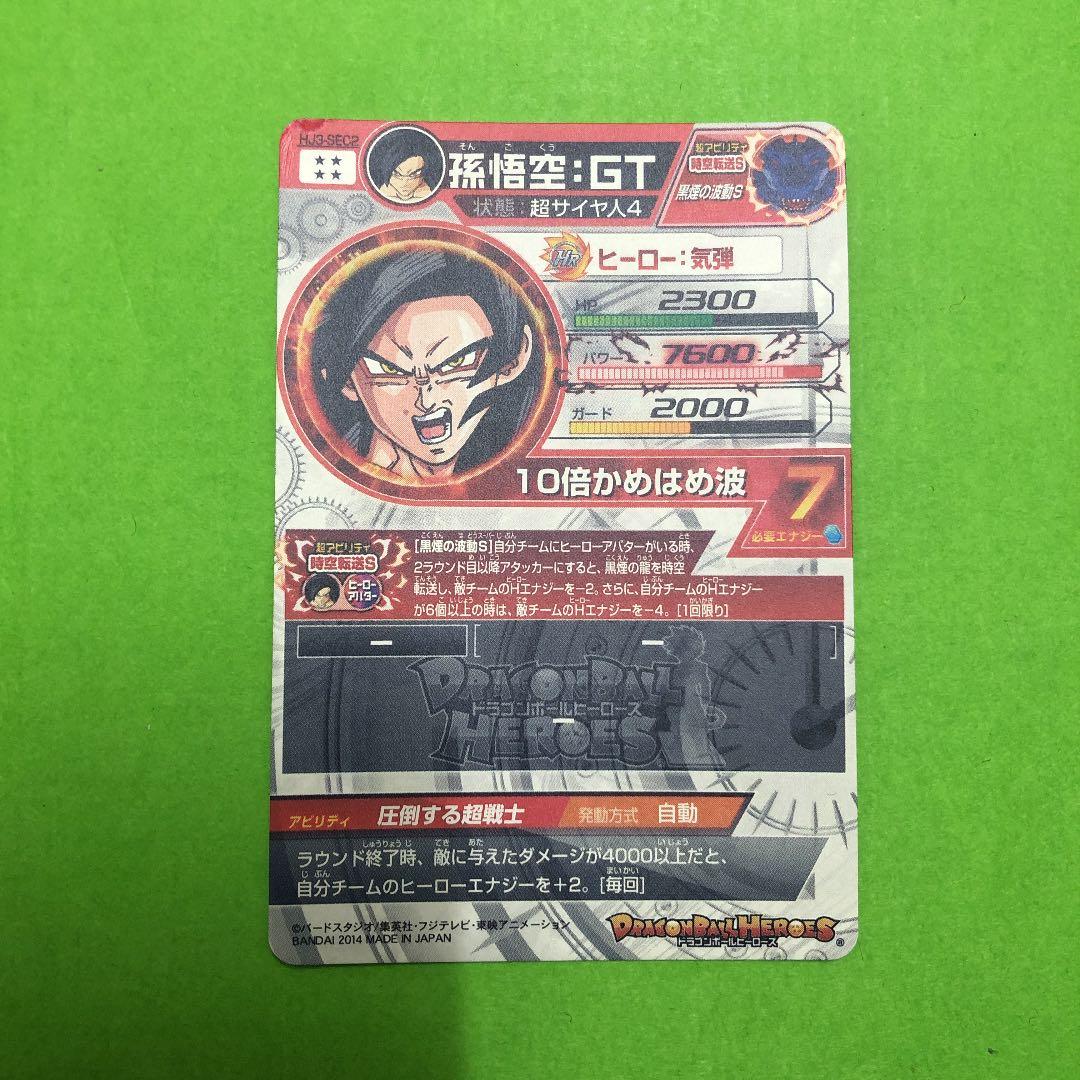 HJ3-SEC2
孫悟空:GT
そん ご くう
状態:超サイヤ人4
超アビリティ
時空転送S
黒煙の波動S
HR ヒーロー:気弾
HP 2300
パワー 7600
ガード 2000
10倍かめはめ波
7
必要エナジー
超アビリティ
時空転送S
ヒーロー
アバター
[黒煙の波動S]自分チームにヒーローアバターがいる時、
2ラウンド目以降アタッカーにすると、黒煙の龍を時空
転送し、敵チームのHエナジーを-2。さらに、自分チームのHエナジー
が6個以上の時は、敵チームのHエナジーを-4。[1回限り]
ー
[ー]
ー
DRAGON BALL
ドラゴンボールヒーローズ
HEROES
アビリティ 圧倒する超戦士 発動方式 自動
ラウンド終了時、敵に与えたダメージが4000以上だと、
自分チームのヒーローエナジーを+2。[毎回]
©バードスタジオ/集英社・フジテレビ・東映アニメーション
BANDAI 2014 MADE IN JAPAN
DRAGON BALL HEROES
ドラゴンボールヒーローズ